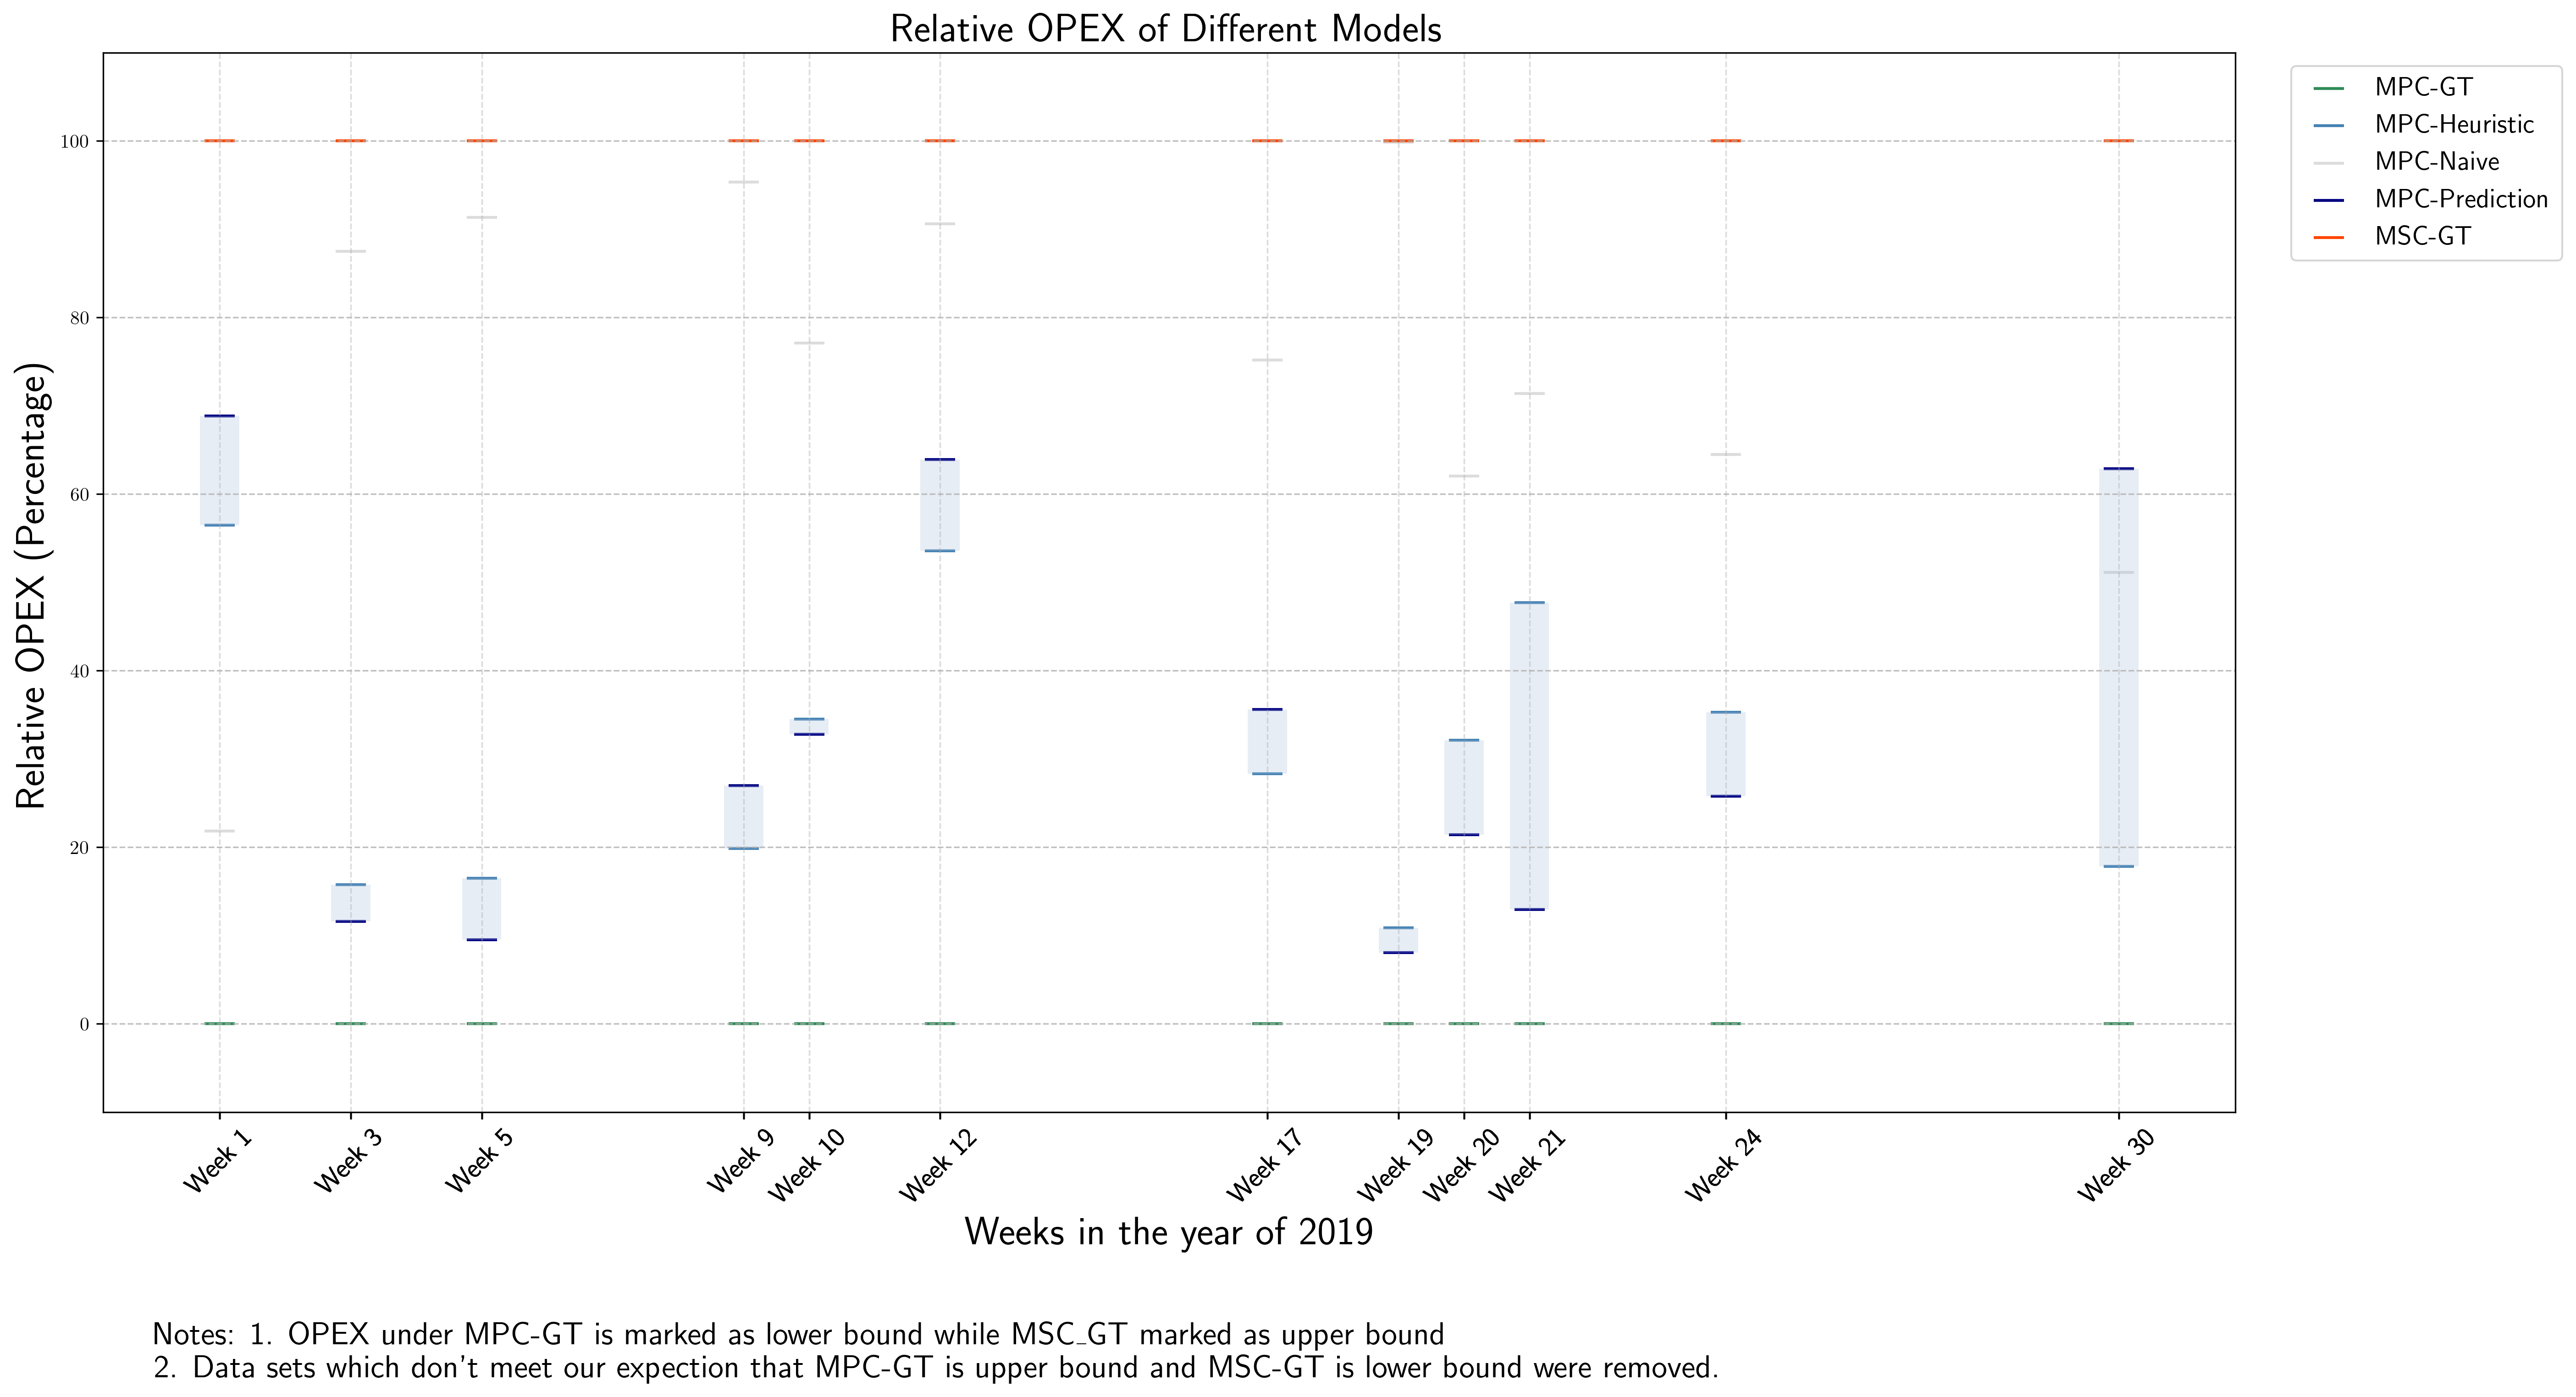 Relative OPEX of Different Models
MPC-GT
MPC-Heuristic
MPC-Naive
MPC-Prediction
MSC-GT
Relative OPEX (Percentage)
100
80
60
40
20
0
Week 1
Week 3
Week 5
Week 9
Week 10
Week 12
Week 17
Week 19
Week 20
Week 21
Week 24
Week 30
Weeks in the year of 2019
Notes: 1. OPEX under MPC-GT is marked as lower bound while MSC_GT marked as upper bound
2. Data sets which don't meet our expection that MPC-GT is upper bound and MSC-GT is lower bound were removed.